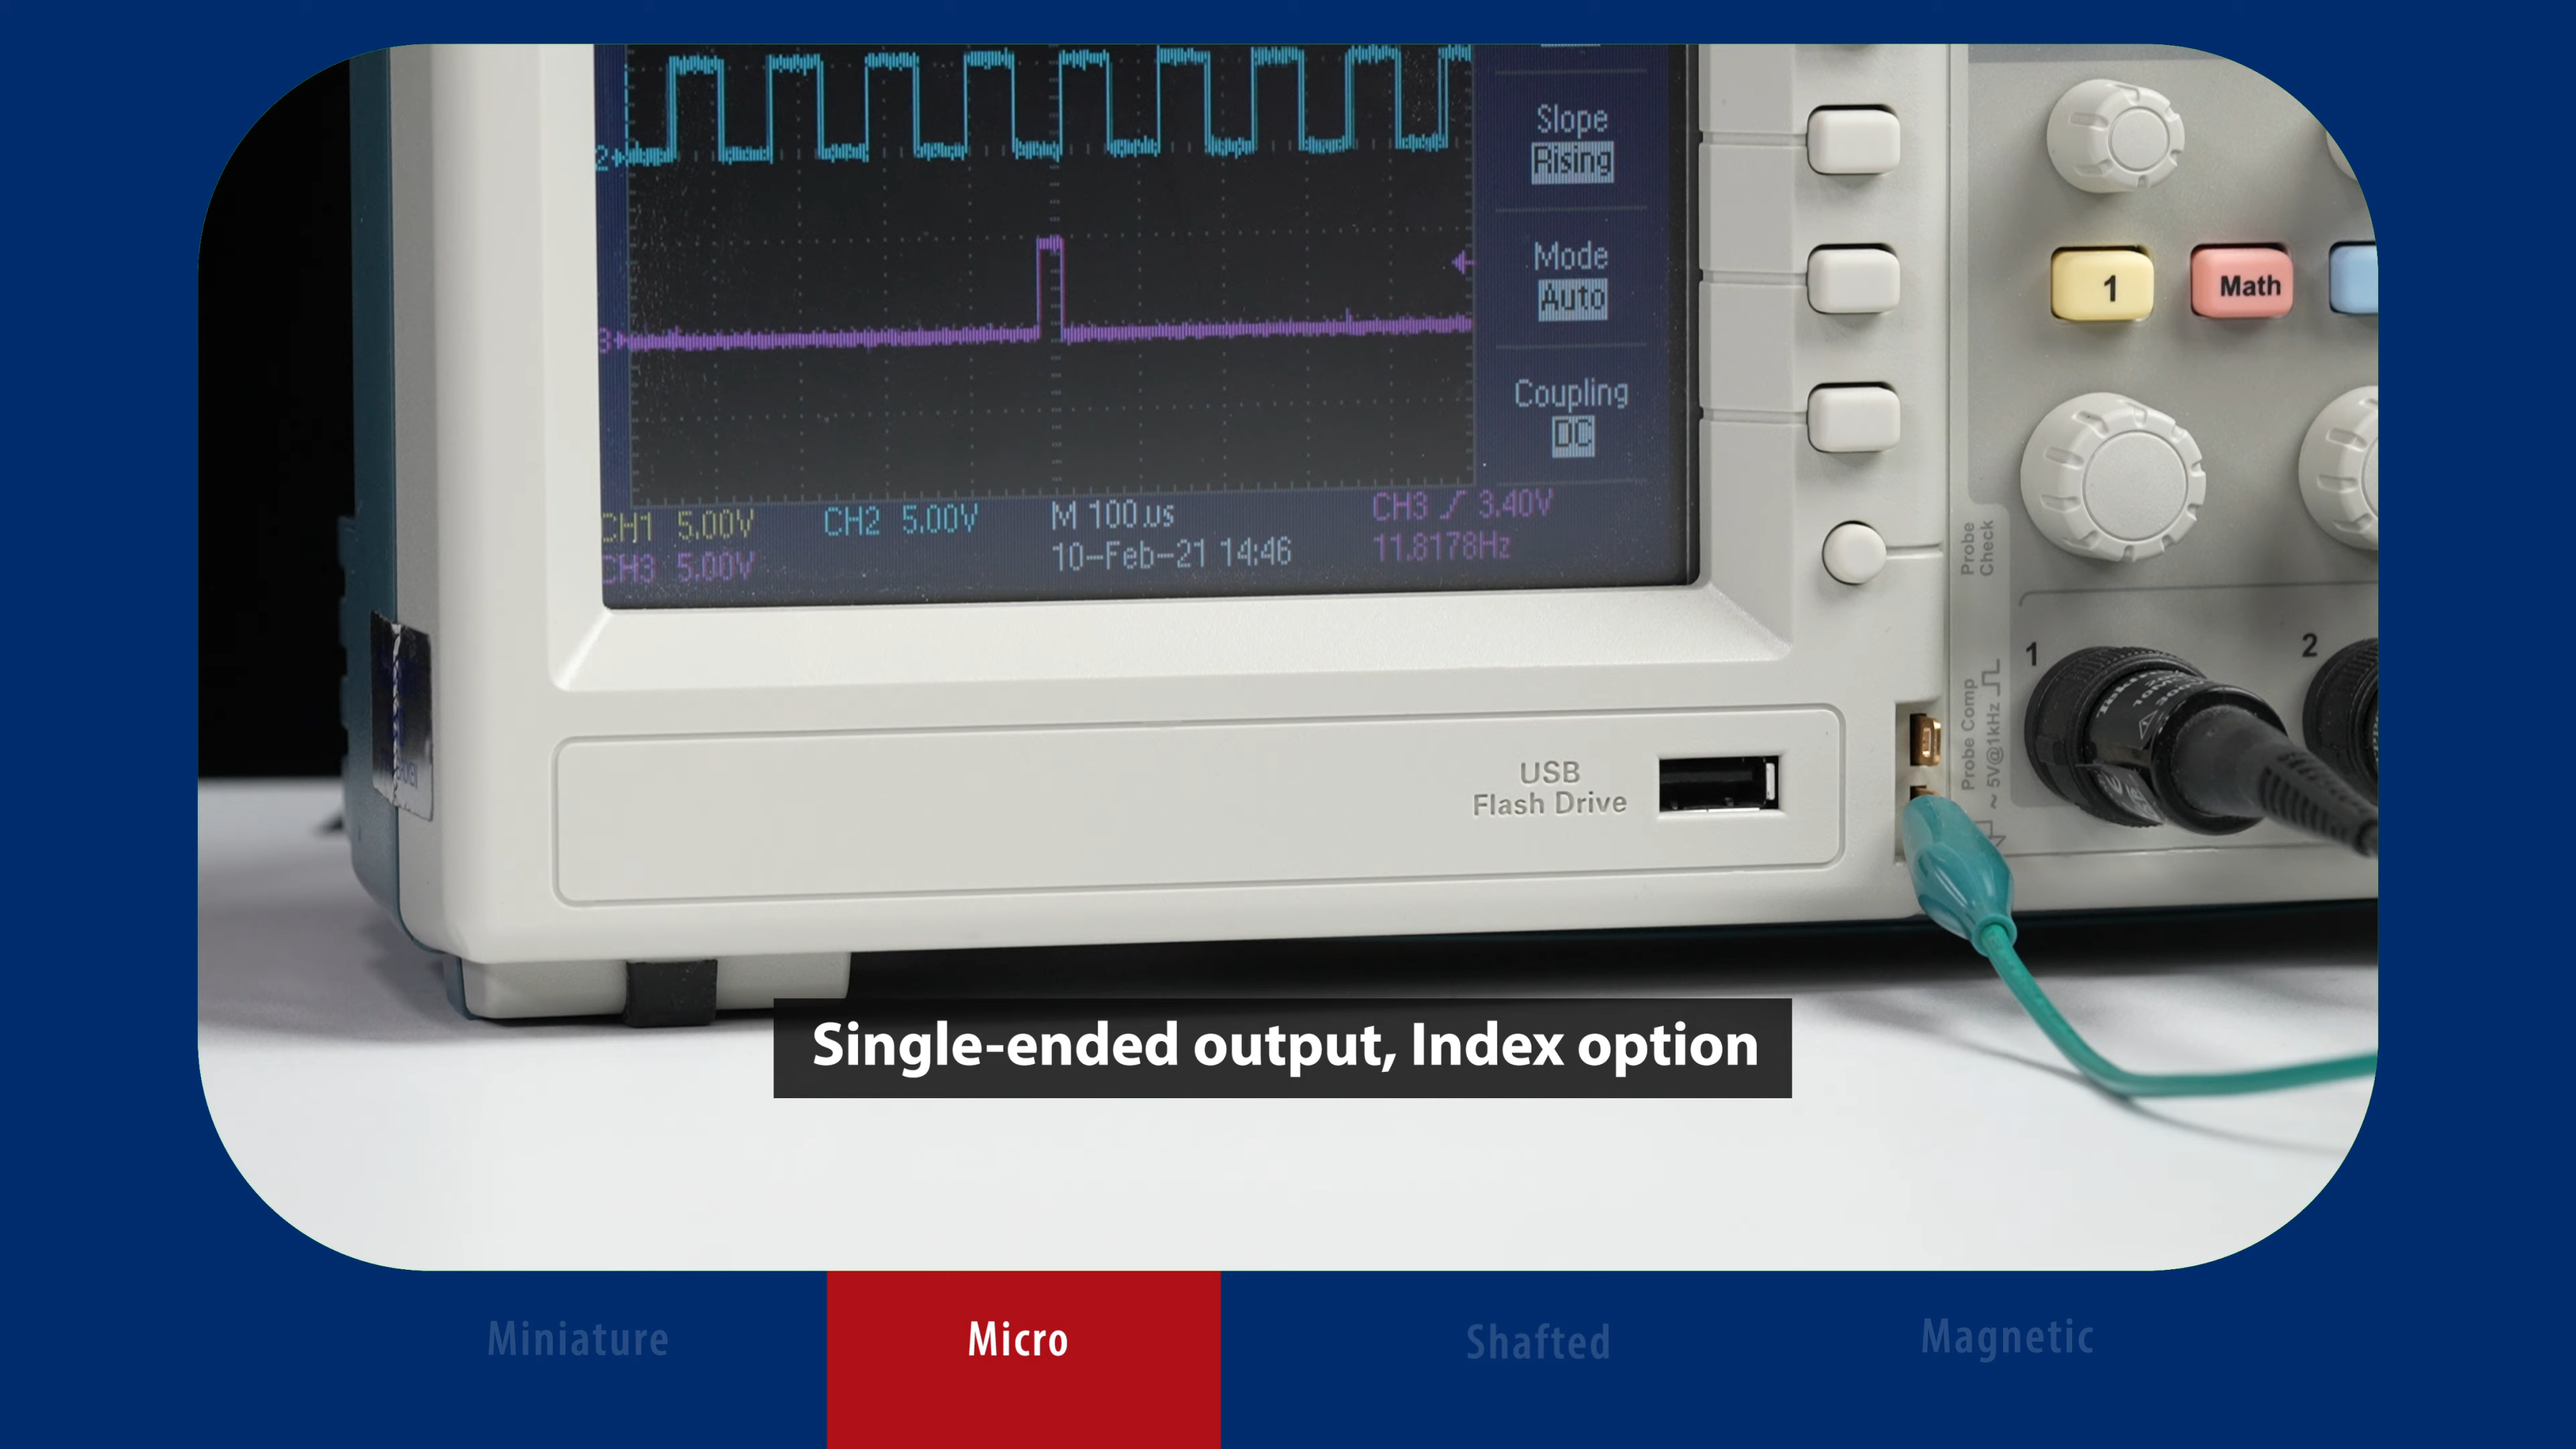 Slope
Rising
Mode
Auto
Coupling
DC
2
3
CH1 5.00V
CH2 5.00V
M 100us
CH3 3.40V
CH3 5.00V
10-Feb-21 14:46
11.8178Hz
1
Math
Probe
Check
1
2
Probe Comp
~ 5V@1kHz
USB
Flash Drive
Single-ended output, Index option
Miniature
Micro
Shafted
Magnetic